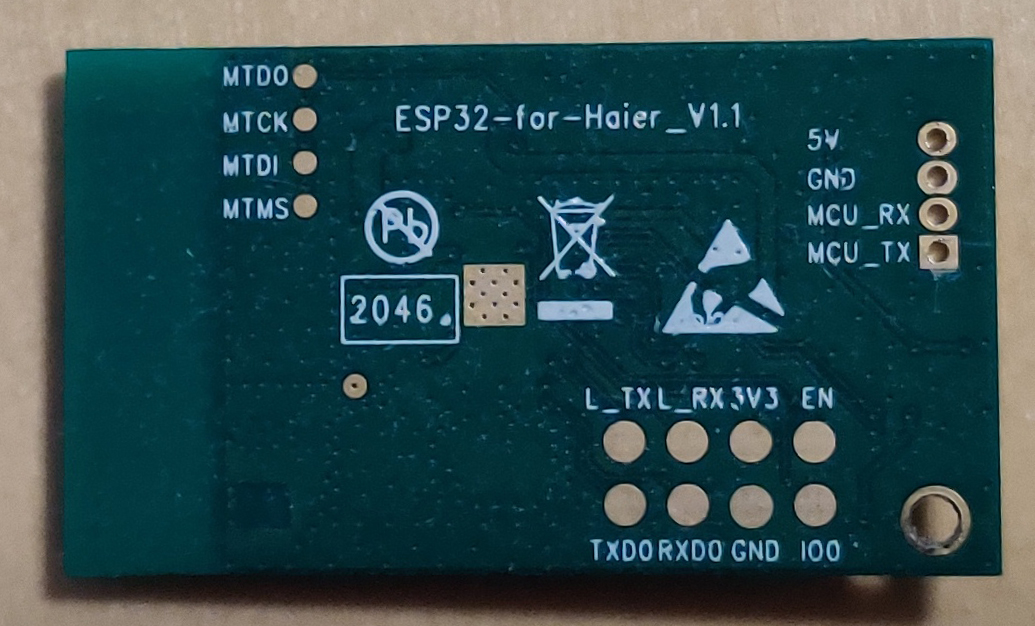 MTDO
MTCK
MTDI
MTMS
ESP32-for-Haier_V1.1
5V
GND
MCU_RX
MCU_TX
Pb
2046.
L_TX L_RX 3V3 EN
TXD0 RXD0 GND IO0